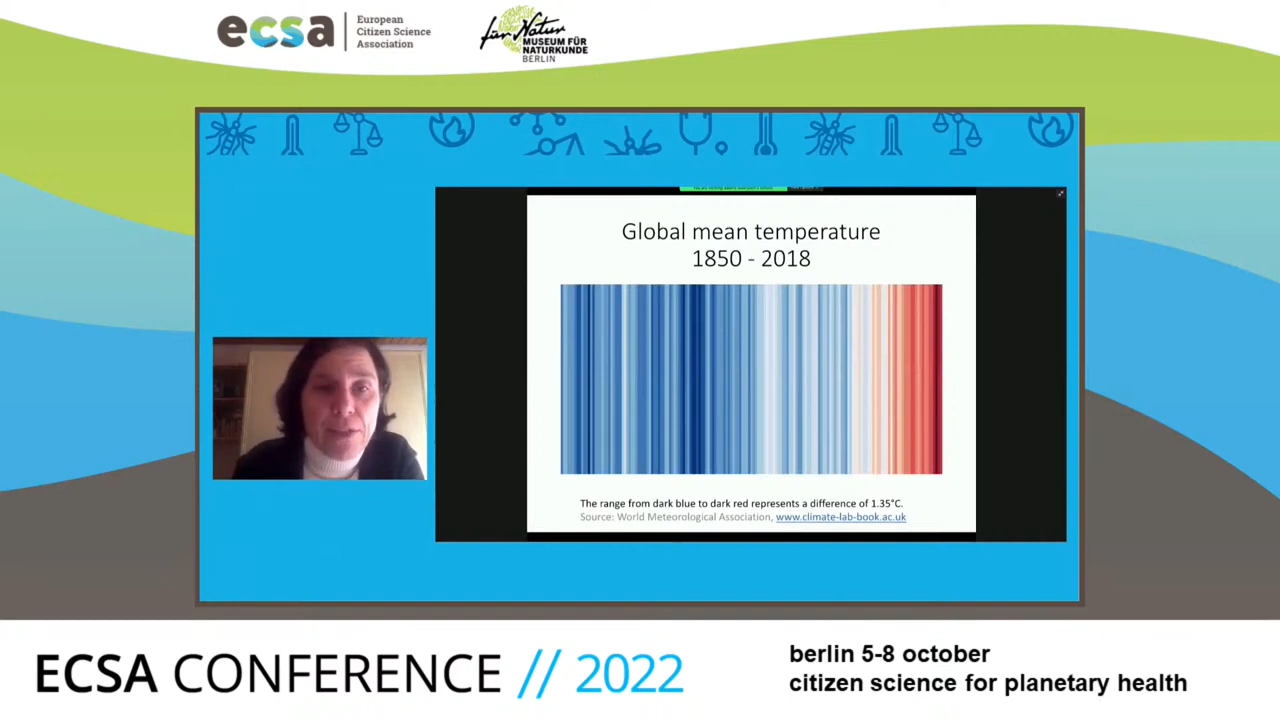 ecsa
European
Citizen Science
Association
für Natur
MUSEUM FÜR
NATURKUNDE
BERLIN
Global mean temperature
1850 - 2018
The range from dark blue to dark red represents a difference of 1.35°C.
Source: World Meteorological Association, www.climate-lab-book.ac.uk
ECSA CONFERENCE // 2022
berlin 5-8 october
citizen science for planetary health